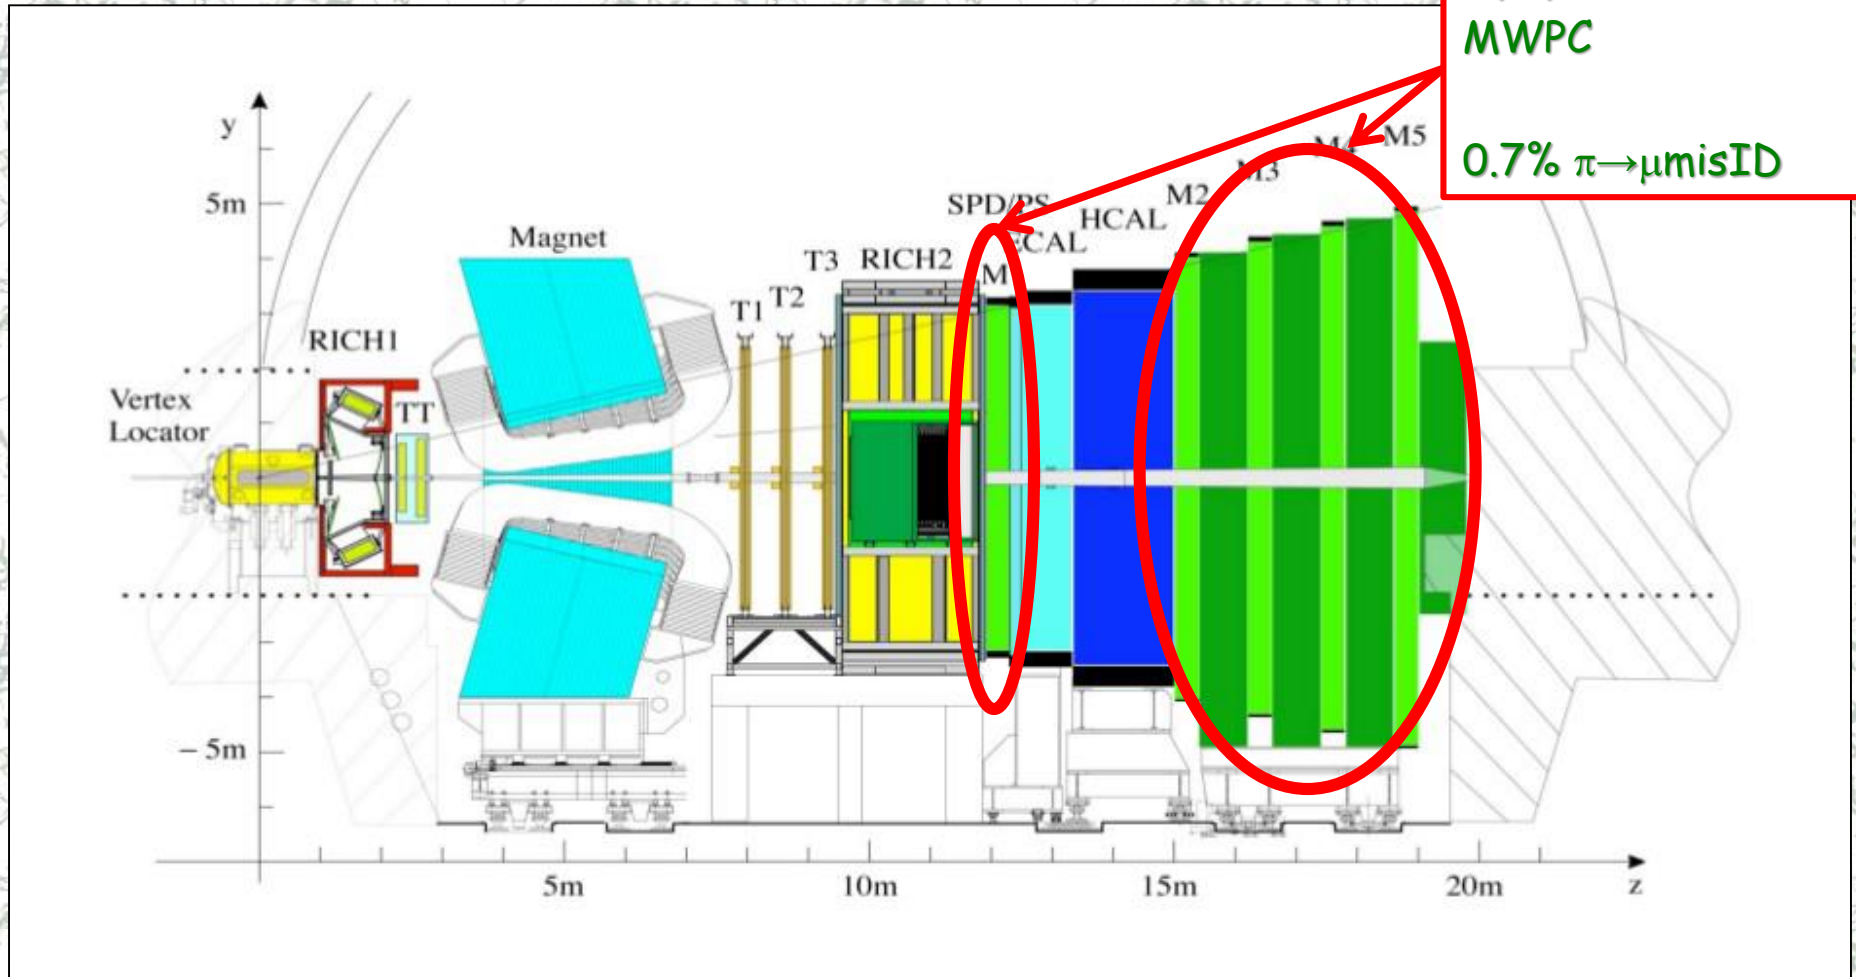 MWPC
0.7% π→μmisID
y
5m
Magnet
M5
M4
M3
M2
SPD/PS
HCAL
ECAL
T3 RICH2
M
T2
T1
RICH1
Vertex
Locator
TT
– 5m
5m
10m
15m
20m
z